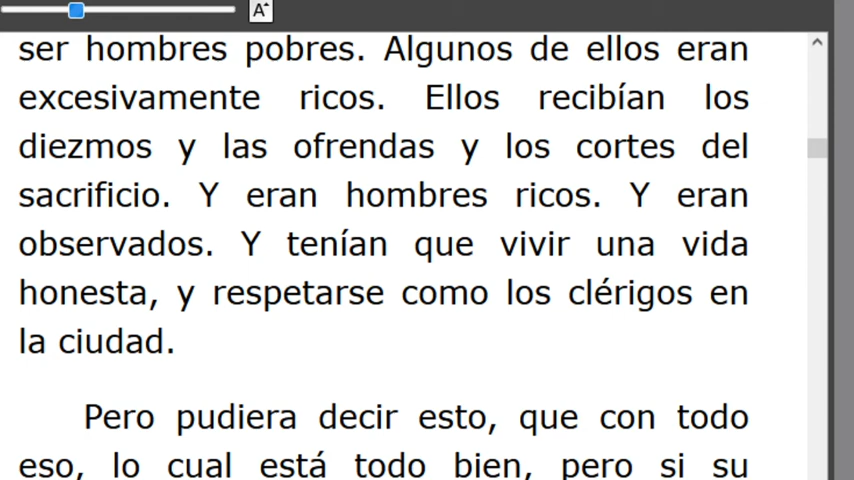 A
ser hombres pobres. Algunos de ellos eran
excesivamente ricos. Ellos recibían los
diezmos y las ofrendas y los cortes del
sacrificio. Y eran hombres ricos. Y eran
observados. Y tenían que vivir una vida
honesta, y respetarse como los clérigos en
la ciudad.
Pero pudiera decir esto, que con todo
eso, lo cual está todo bien, pero si su